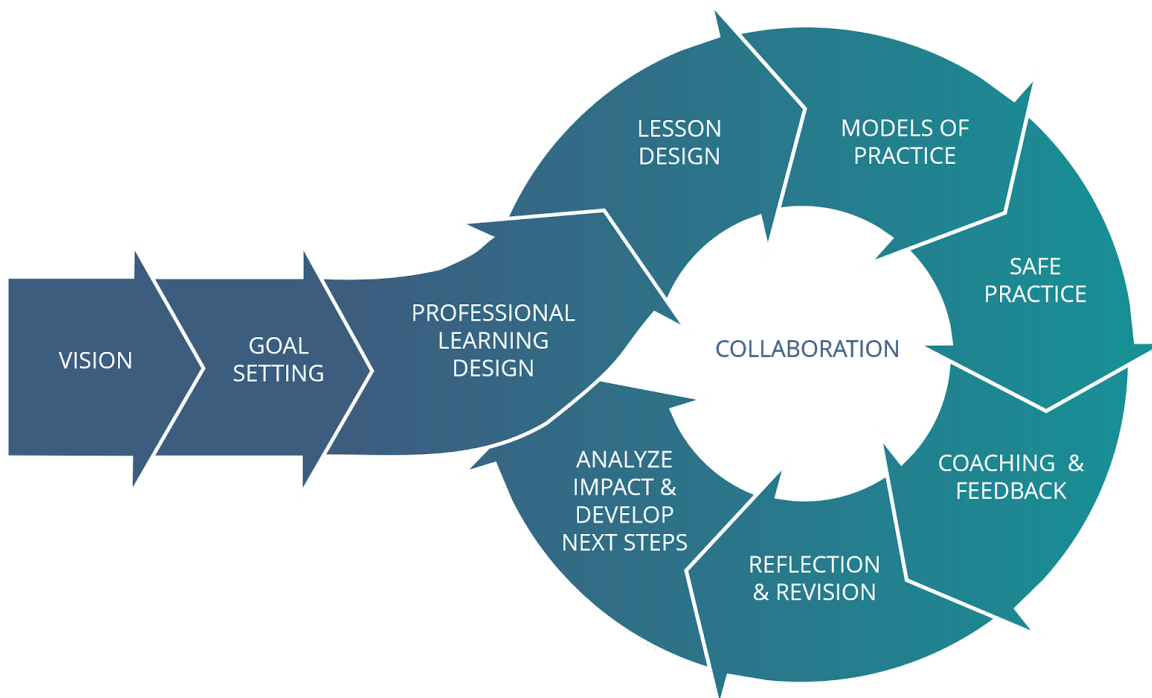 VISION
GOAL
SETTING
PROFESSIONAL
LEARNING
DESIGN
LESSON
DESIGN
MODELS OF
PRACTICE
SAFE
PRACTICE
COACHING &
FEEDBACK
REFLECTION
& REVISION
ANALYZE
IMPACT &
DEVELOP
NEXT STEPS
COLLABORATION